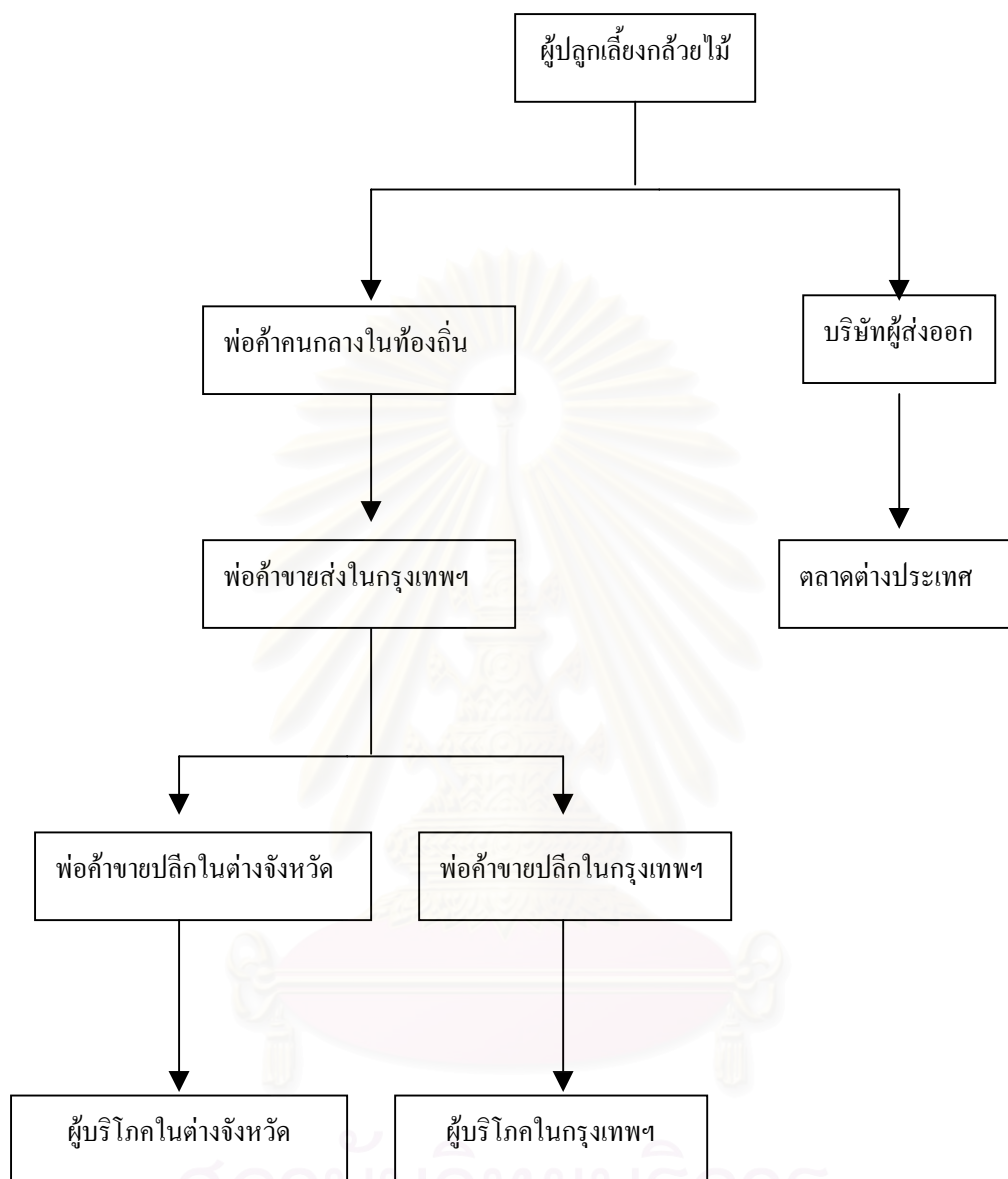 ผู้ปลูกเลี้ยงกล้วยไม้
พ่อค้าคนกลางในท้องถิ่น
บริษัทผู้ส่งออก
พ่อค้าขายส่งในกรุงเทพฯ
ตลาดต่างประเทศ
พ่อค้าขายปลีกในต่างจังหวัด
พ่อค้าขายปลีกในกรุงเทพฯ
ผู้บริโภคในต่างจังหวัด
ผู้บริโภคในกรุงเทพฯ